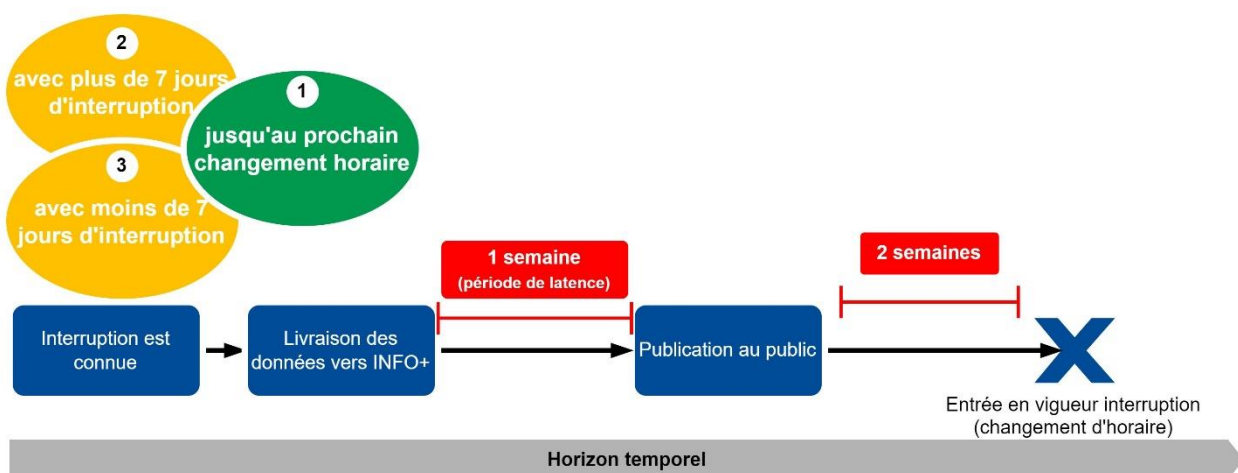 2
avec plus de 7 jours
d'interruption
1
jusqu'au prochain
changement horaire
3
avec moins de 7
jours d'interruption
1 semaine
(période de latence)
2 semaines
Interruption est
connue
Livraison des
données vers INFO+
Publication au public
Entrée en vigueur interruption
(changement d'horaire)
Horizon temporel